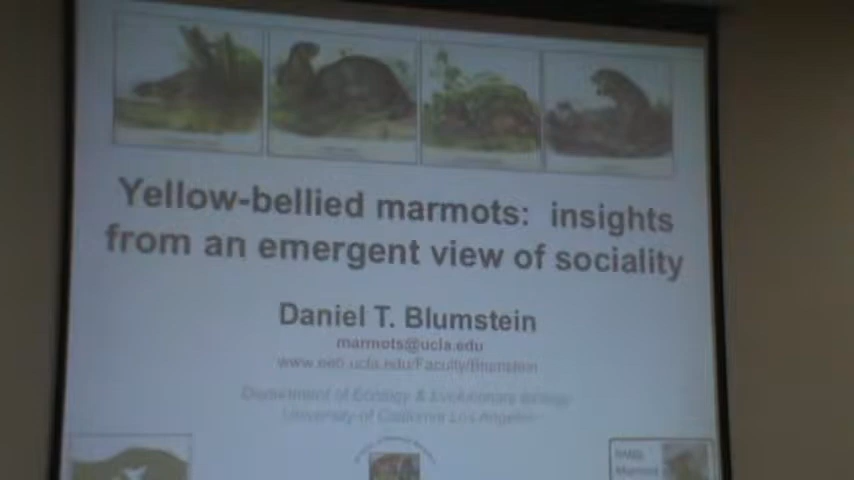 Yellow-bellied marmots: insights
from an emergent view of sociality
Daniel T. Blumstein
marmots@ucla.edu
www.eeb.ucla.edu/Faculty/Blumstein
Department of Ecology & Evolutionary Biology
University of California Los Angeles